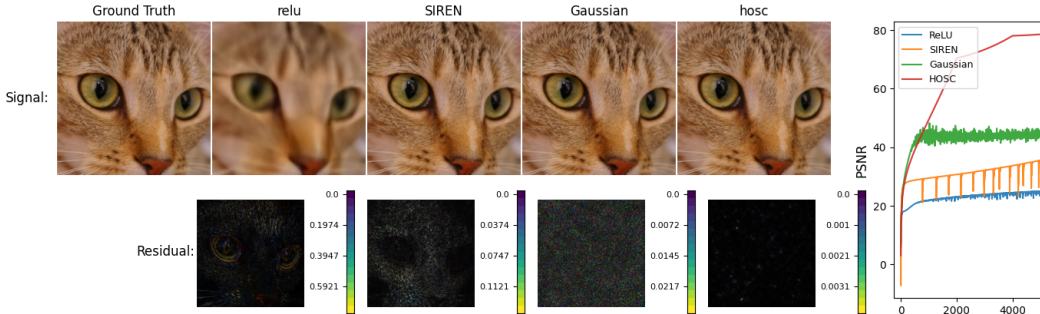 Ground Truth
relu
SIREN
Gaussian
hosc
Signal:
Residual:
0.0
0.1974
0.3947
0.5921
0.0
0.0374
0.0747
0.1121
0.0
0.0072
0.0145
0.0217
0.0
0.001
0.0021
0.0031
PSNR
80
60
40
20
0
ReLU
SIREN
Gaussian
HOSC
0
2000
4000